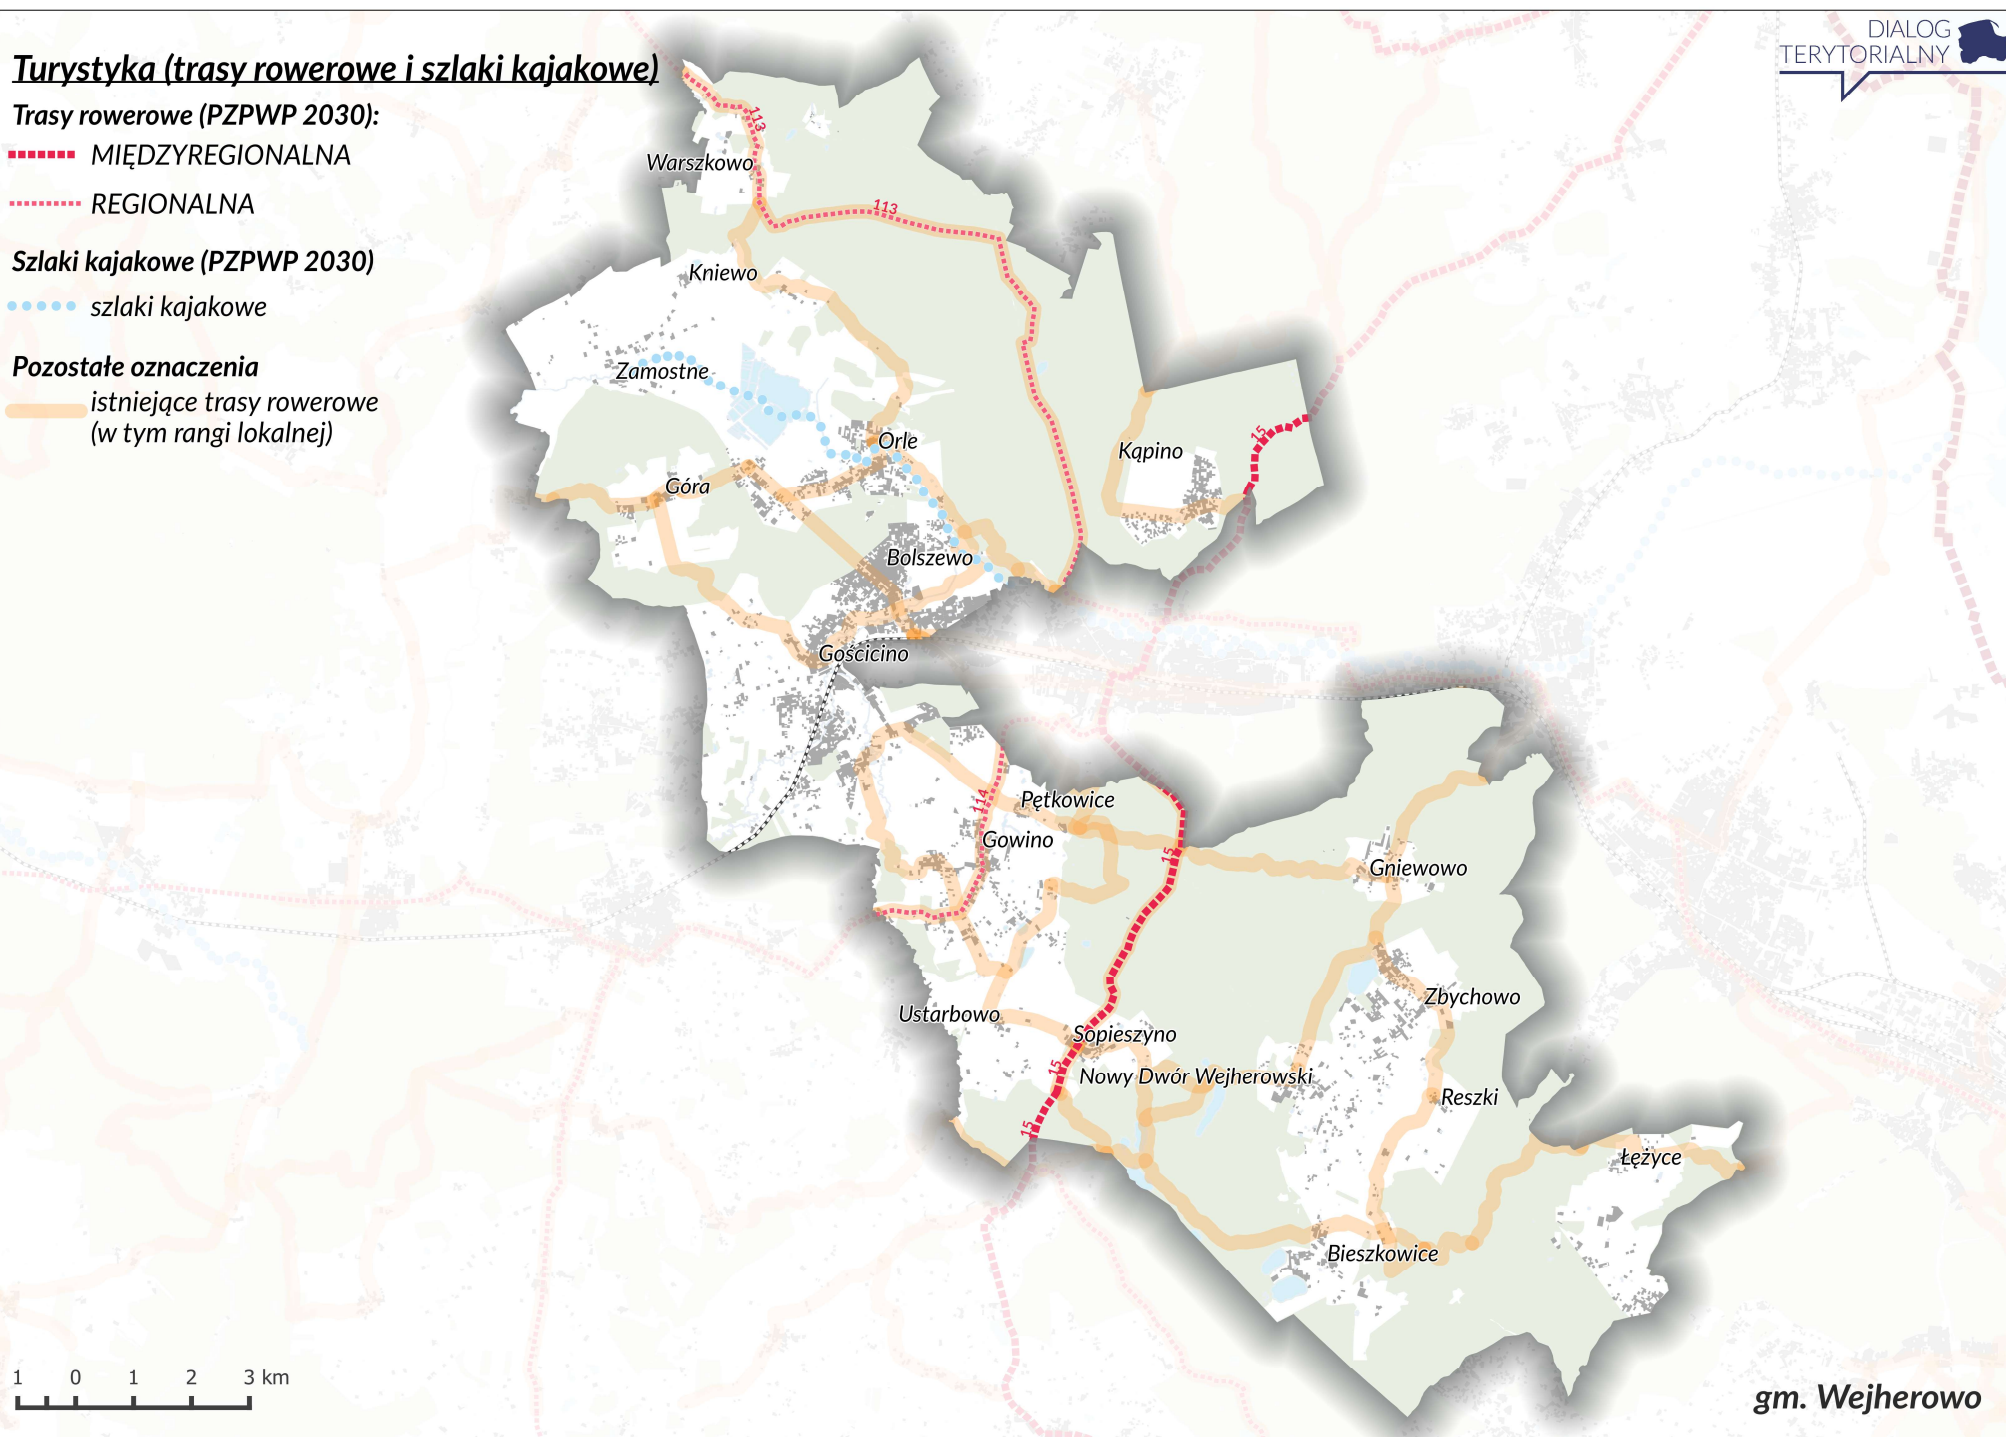 Turystyka (trasy rowerowe i szlaki kajakowe)
Trasy rowerowe (PZPWP 2030):
MIĘDZYREGIONALNA
REGIONALNA
Szlaki kajakowe (PZPWP 2030)
szlaki kajakowe
Pozostałe oznaczenia
istniejące trasy rowerowe
(w tym rangi lokalnej)
DIALOG
TERYTORIALNY
113
Warszkowo
113
Kniewo
Zamostne
Orle
15
Kąpino
Góra
Bolszewo
Gościcino
114
Pętkowice
Gowino
15
Gniewowo
Zbychowo
Ustarbowo
Sopieszyno
15
Nowy Dwór Wejherowski
Reszki
15
Łężyce
Bieszkowice
1 0 1 2 3 km
gm. Wejherowo